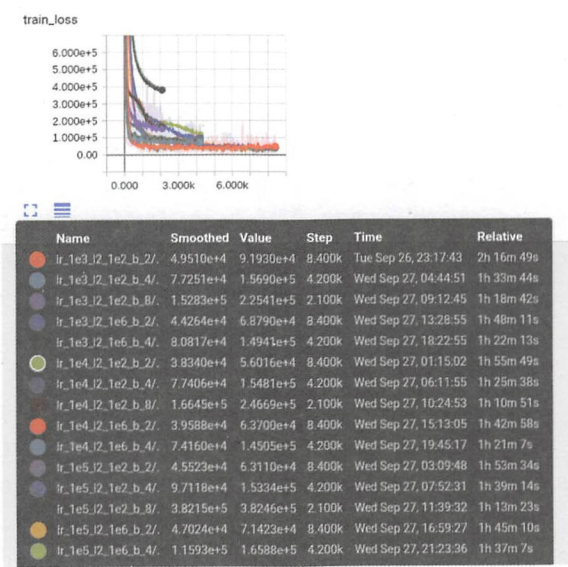 train_loss
6.000e+5
5.000e+5
4.000e+5
3.000e+5
2.000e+5
1.000e+5
0.00
0.000 3.000k 6.000k
Name Smoothed Value Step Time Relative
lr_1e3_l2_1e2_b_2/. 4.9510e+4 9.1930e+4 8.400k Tue Sep 26, 23:17:43 2h 16m 49s
lr_1e3_l2_1e2_b_4/. 7.7251e+4 1.5690e+5 4.200k Wed Sep 27, 04:44:51 1h 33m 44s
lr_1e3_l2_1e2_b_8/. 1.5283e+5 2.2541e+5 2.100k Wed Sep 27, 09:12:45 1h 18m 42s
lr_1e3_l2_1e6_b_2/. 4.4264e+4 6.8790e+4 8.400k Wed Sep 27, 13:28:55 1h 48m 11s
lr_1e3_l2_1e6_b_4/. 8.0817e+4 1.4941e+5 4.200k Wed Sep 27, 18:22:55 1h 22m 13s
lr_1e4_l2_1e2_b_2/. 3.8340e+4 5.6016e+4 8.400k Wed Sep 27, 01:15:02 1h 55m 49s
lr_1e4_l2_1e2_b_4/. 7.7406e+4 1.5481e+5 4.200k Wed Sep 27, 06:11:55 1h 25m 38s
lr_1e4_l2_1e2_b_8/. 1.6645e+5 2.4669e+5 2.100k Wed Sep 27, 10:24:53 1h 10m 51s
lr_1e4_l2_1e6_b_2/. 3.9588e+4 6.3700e+4 8.400k Wed Sep 27, 15:13:05 1h 42m 58s
lr_1e4_l2_1e6_b_4/. 7.4160e+4 1.4505e+5 4.200k Wed Sep 27, 19:45:17 1h 21m 7s
lr_1e5_l2_1e2_b_2/. 4.5523e+4 6.3110e+4 8.400k Wed Sep 27, 03:09:48 1h 53m 34s
lr_1e5_l2_1e2_b_4/. 9.7118e+4 1.5334e+5 4.200k Wed Sep 27, 07:52:31 1h 39m 14s
lr_1e5_l2_1e2_b_8/. 3.8215e+5 3.8246e+5 2.100k Wed Sep 27, 11:39:32 1h 13m 23s
lr_1e5_l2_1e6_b_2/. 4.7024e+4 7.1423e+4 8.400k Wed Sep 27, 16:59:27 1h 45m 10s
lr_1e5_l2_1e6_b_4/. 1.1593e+5 1.6588e+5 4.200k Wed Sep 27, 21:23:36 1h 37m 7s